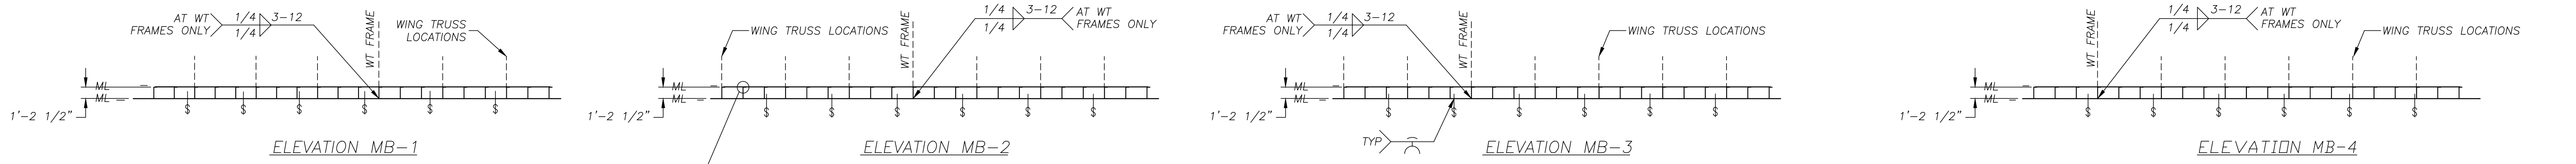 AT WT
FRAMES ONLY
1/4
3-12
1/4
WT FRAME
WING TRUSS
LOCATIONS
ML
ML
1'-2 1/2"
$ $ $ $ $ $
ELEVATION MB-1
WING TRUSS LOCATIONS
WT FRAME
1/4
3-12
1/4
AT WT
FRAMES ONLY
ML
ML
1'-2 1/2"
$ $ $ $ $ $
ELEVATION MB-2
AT WT
FRAMES ONLY
1/4
3-12
1/4
WT FRAME
WING TRUSS LOCATIONS
ML
ML
1'-2 1/2"
$ $ $ $ $ $
TYP
ELEVATION MB-3
WT FRAME
1/4
3-12
1/4
AT WT
FRAMES ONLY
WING TRUSS LOCATIONS
ML
ML
1'-2 1/2"
$ $ $ $ $ $
ELEVATION MB-4